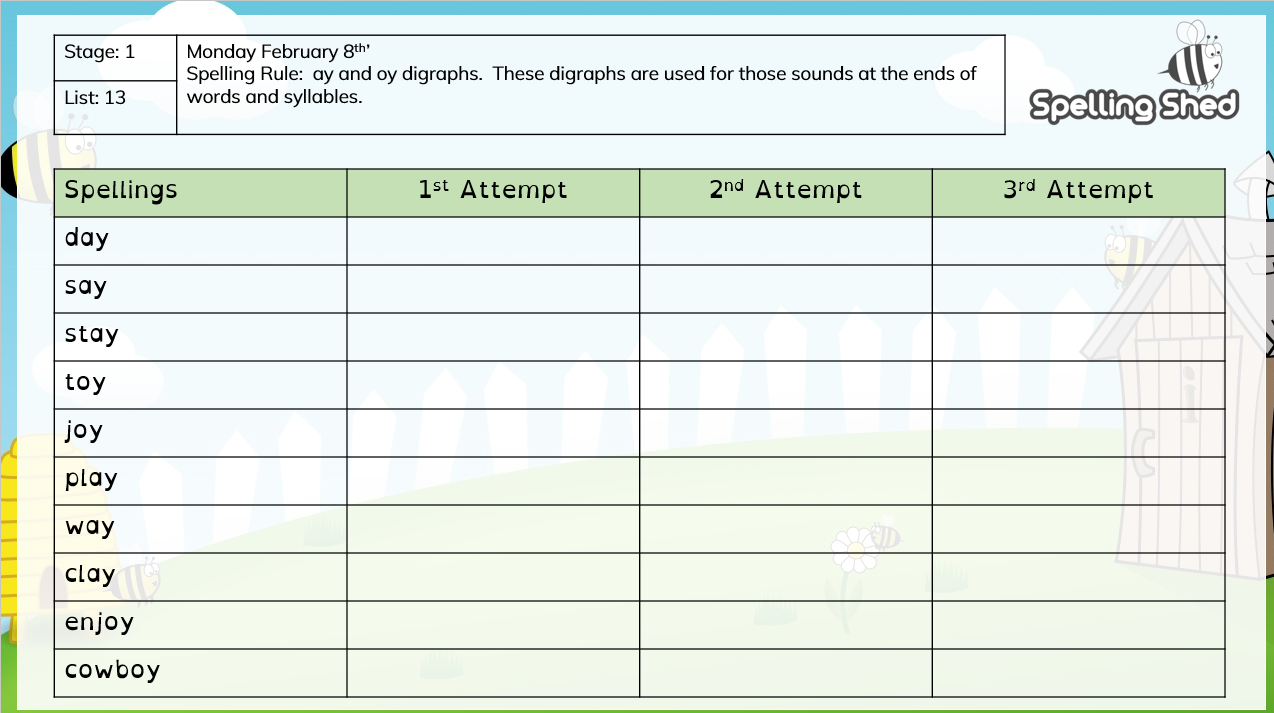 Stage: 1
Monday February 8th'
Spelling Rule:  ay and oy digraphs.  These digraphs are used for those sounds at the ends of
List: 13
words and syllables.
Spelling Shed
Spellings 1st Attempt 2nd Attempt 3rd Attempt
day
say
stay
toy
joy
play
way
clay
enjoy
cowboy